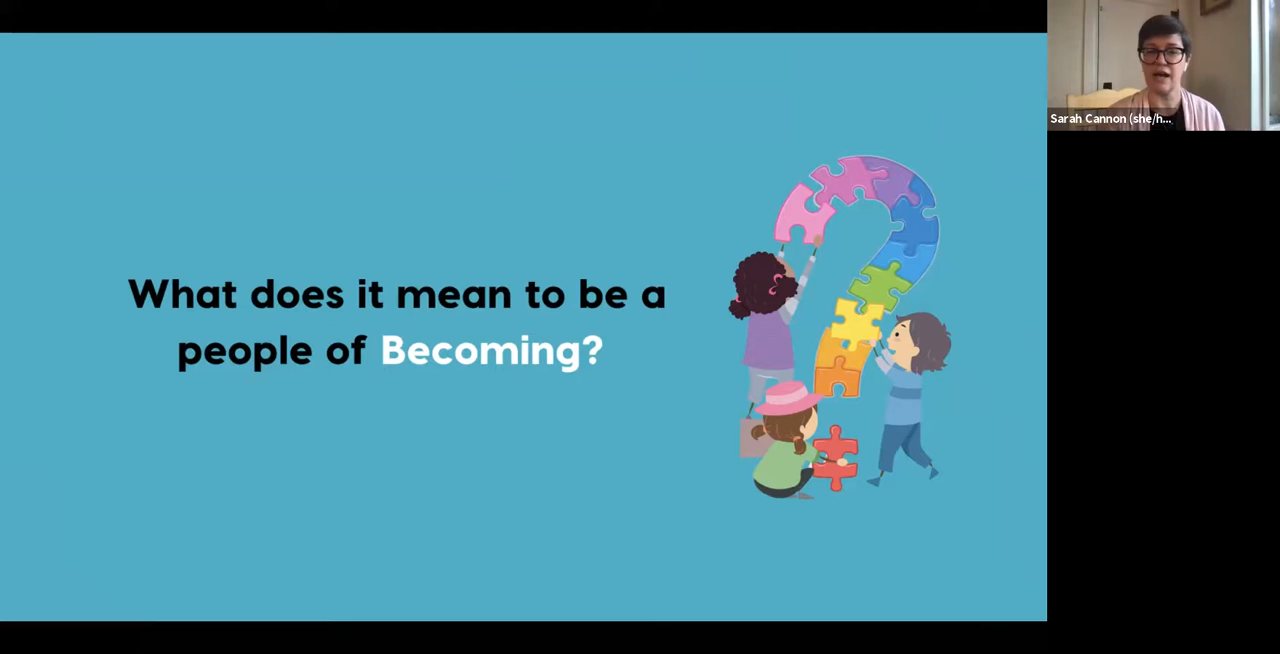 What does it mean to be a
people of Becoming?
Sarah Cannon (she/h...